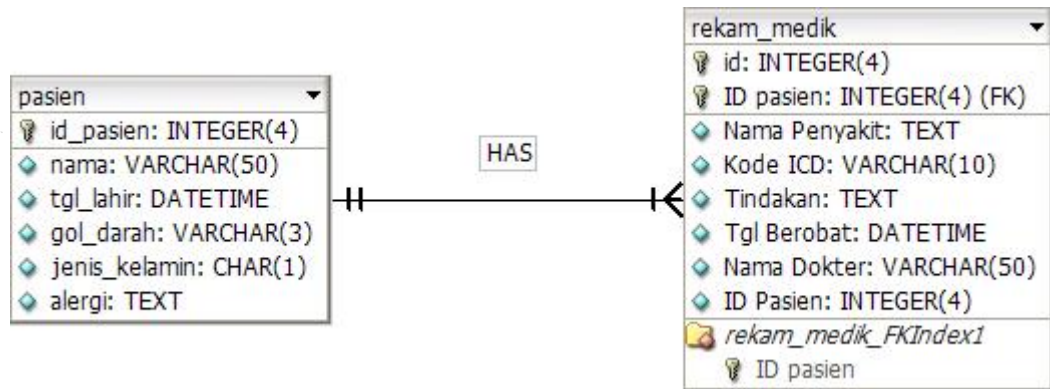 pasien
id_pasien: INTEGER(4)
nama: VARCHAR(50)
tgl_lahir: DATETIME
gol_darah: VARCHAR(3)
jenis_kelamin: CHAR(1)
alergi: TEXT
HAS
rekam_medik
id: INTEGER(4)
ID pasien: INTEGER(4) (FK)
Nama Penyakit: TEXT
Kode ICD: VARCHAR(10)
Tindakan: TEXT
Tgl Berobat: DATETIME
Nama Dokter: VARCHAR(50)
ID Pasien: INTEGER(4)
rekam_medik_FKIndex1
ID pasien